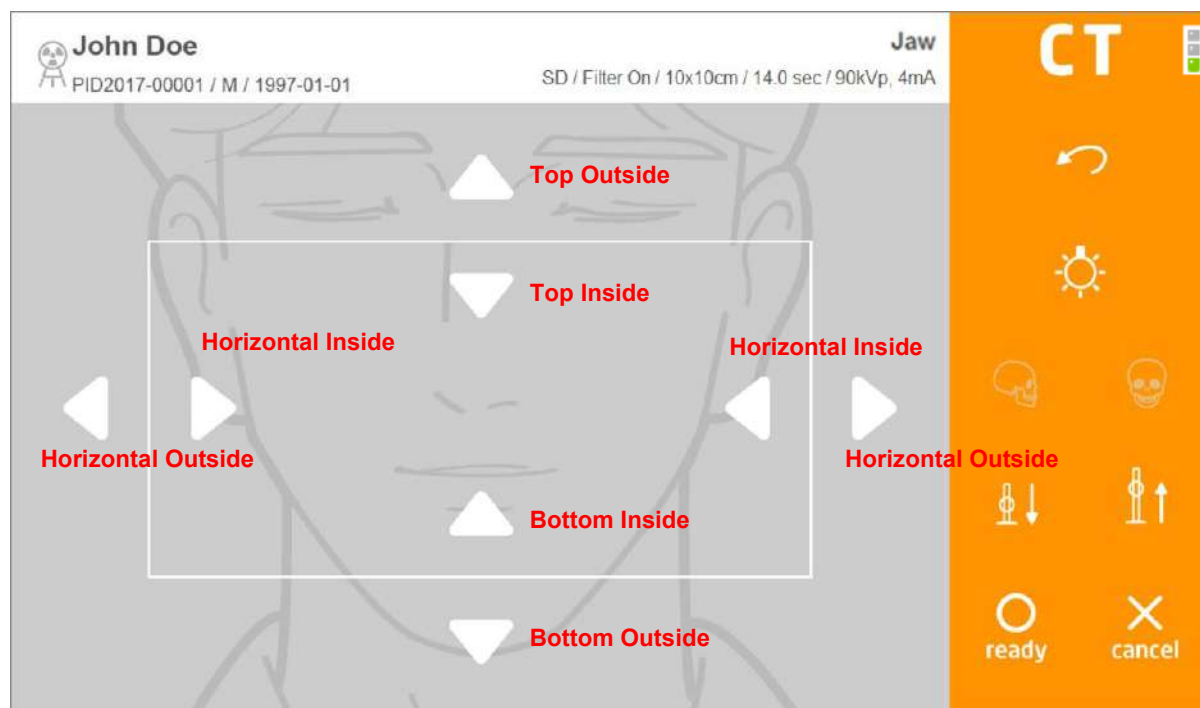 John Doe
Jaw
CT
PID2017-00001 / M / 1997-01-01
SD / Filter On / 10x10cm / 14.0 sec / 90kVp, 4mA
Top Outside
Top Inside
Horizontal Inside
Horizontal Inside
Horizontal Outside
Horizontal Outside
Bottom Inside
Bottom Outside
ready
cancel